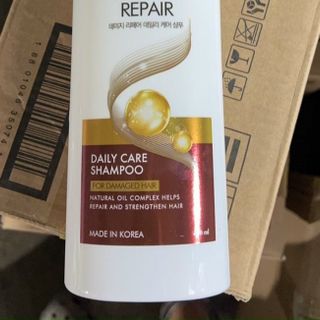 REPAIR
데미지 리페어 데일리 케어 샴푸
DAILY CARE
SHAMPOO
FOR DAMAGED HAIR
NATURAL OIL COMPLEX HELPS
REPAIR AND STRENGTHEN HAIR
MADE IN KOREA
ml